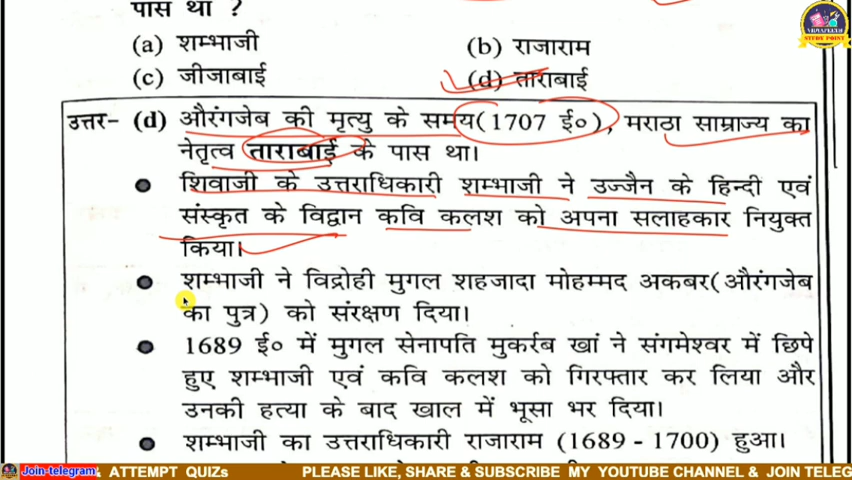 पास था ?
(a) शम्भाजी (b) राजाराम
(c) जीजाबाई (d) ताराबाई
उत्तर- (d) औरंगजेब की मृत्यु के समय(1707 ई०), मराठा साम्राज्य का
नेतृत्व ताराबाई के पास था।
● शिवाजी के उत्तराधिकारी शम्भाजी ने उज्जैन के हिन्दी एवं
संस्कृत के विद्वान कवि कलश को अपना सलाहकार नियुक्त
किया।
● शम्भाजी ने विद्रोही मुगल शहजादा मोहम्मद अकबर(औरंगजेब
का पुत्र) को संरक्षण दिया।
● 1689 ई० में मुगल सेनापति मुकर्रब खां ने संगमेश्वर में छिपे
हुए शम्भाजी एवं कवि कलश को गिरफ्तार कर लिया और
उनकी हत्या के बाद खाल में भूसा भर दिया।
● शम्भाजी का उत्तराधिकारी राजाराम (1689 - 1700) हुआ।
Join-telegram & ATTEMPT QUIZs PLEASE LIKE, SHARE & SUBSCRIBE MY YOUTUBE CHANNEL & JOIN TELEG
STUDY POINT